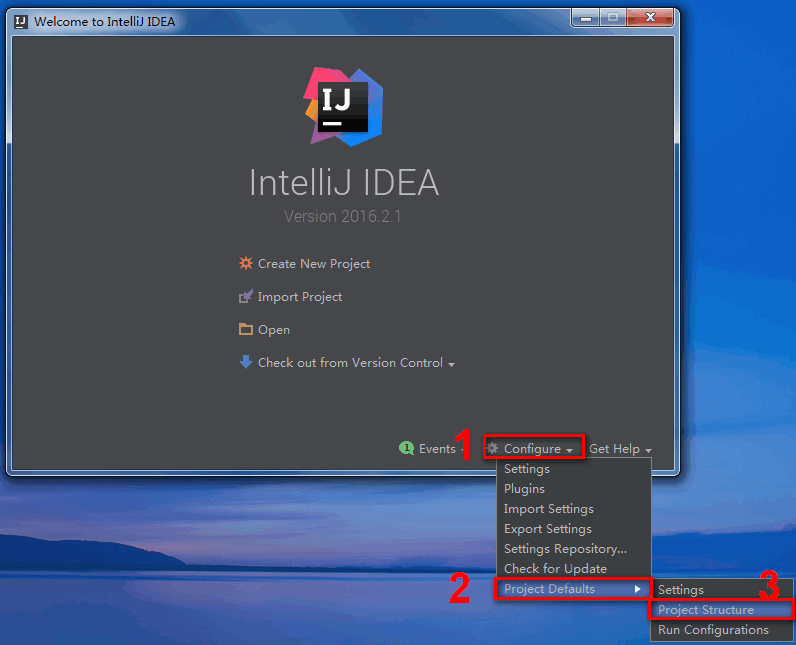 Welcome to IntelliJ IDEA
IJ
IntelliJ IDEA
Version 2016.2.1
Create New Project
Import Project
Open
Check out from Version Control
1 Events 1 Configure Get Help
Settings
Plugins
Import Settings
Export Settings
Settings Repository...
Check for Update
2 Project Defaults
Settings 3
Project Structure
Run Configurations